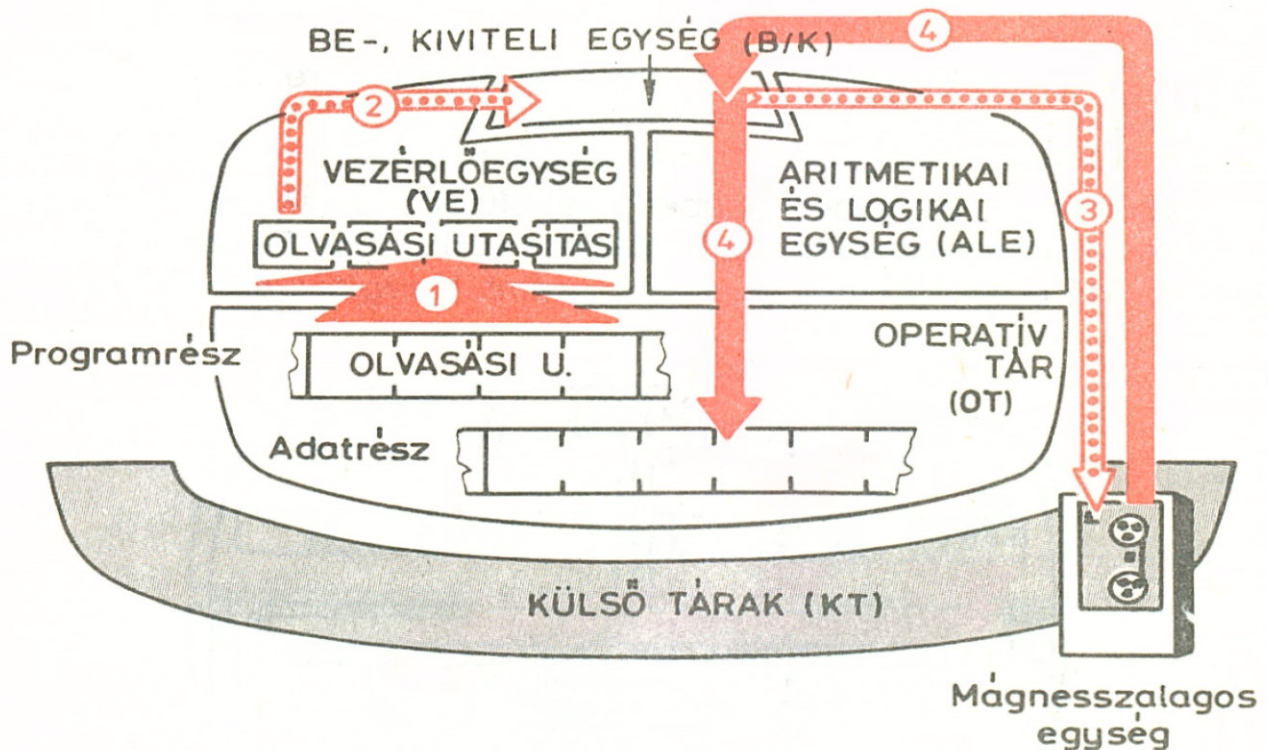 BE-, KIVITELI EGYSÉG (B/K)
4
2
VEZÉRLŐEGYSÉG
(VE)
OLVASÁSI UTASÍTÁS
ARITMETIKAI
ÉS LOGIKAI
EGYSÉG (ALE)
3
4
1
Programrész
OLVASÁSI U.
OPERATÍV
TÁR
(OT)
Adatrész
KÜLSŐ TÁRAK (KT)
Mágnesszalagos
egység